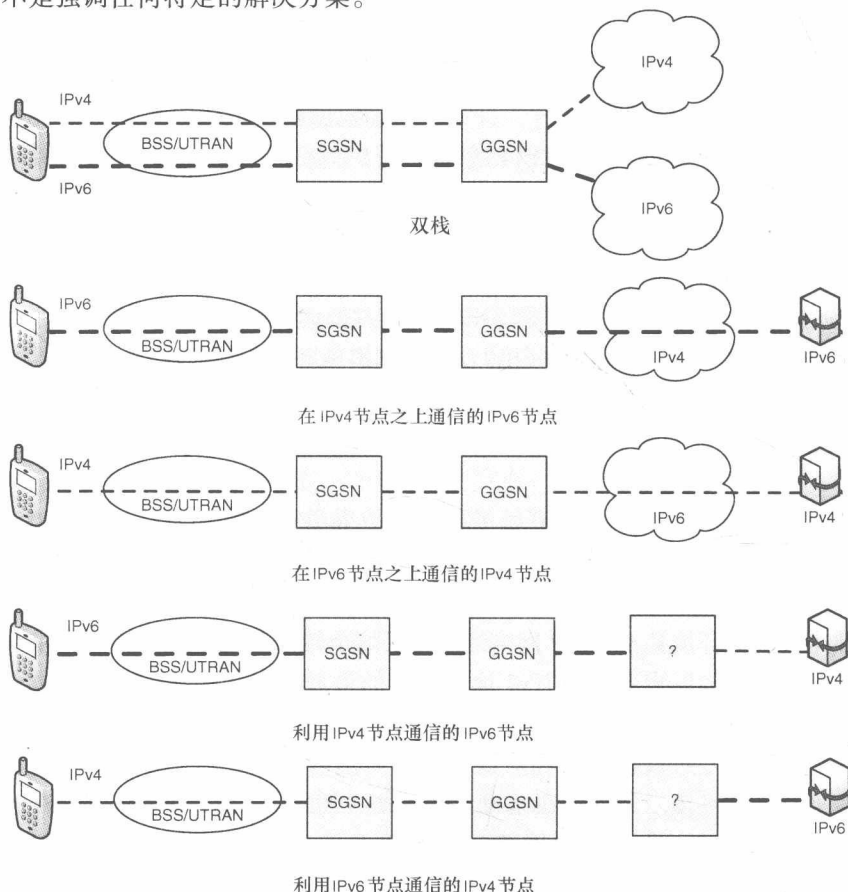 不是强调任何特定的解决方案。
IPv4
IPv4
BSS/UTRAN
SGSN
GGSN
IPv6
IPv6
双栈
IPv6
BSS/UTRAN
SGSN
GGSN
IPv4
IPv6
在IPv4节点之上通信的IPv6节点
IPv4
BSS/UTRAN
SGSN
GGSN
IPv6
IPv4
在IPv6节点之上通信的IPv4节点
IPv6
BSS/UTRAN
SGSN
GGSN
?
IPv4
利用IPv4节点通信的IPv6节点
IPv4
BSS/UTRAN
SGSN
GGSN
?
IPv6
利用IPv6节点通信的IPv4节点